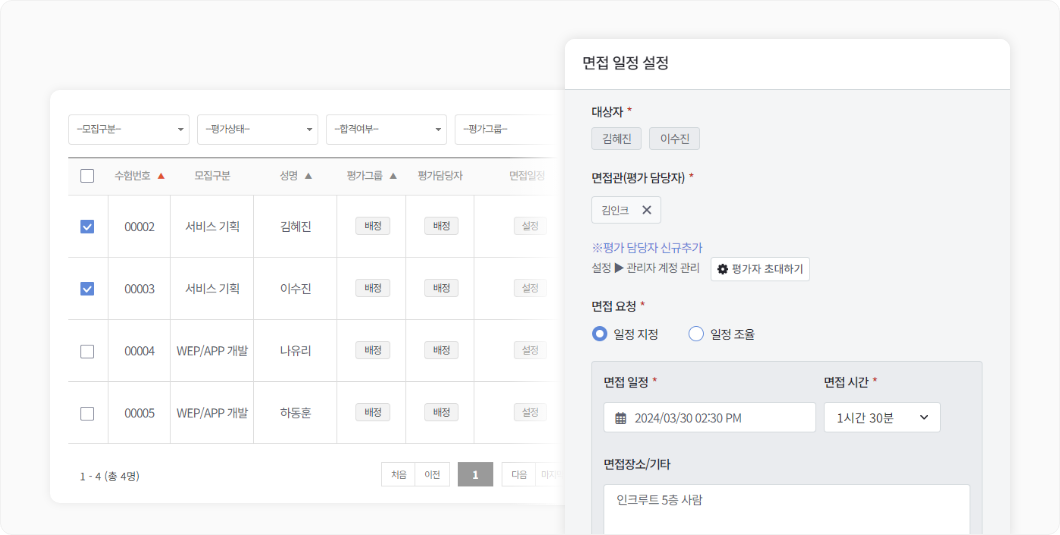 --모집구분--
--평가상태--
--합격여부--
--평가그룹--
수험번호 ▲ 모집구분 성명 ▲ 평가그룹 ▲ 평가담당자 면접일정
00002 서비스 기획 김혜진 배정 배정 설정
00003 서비스 기획 이수진 배정 배정 설정
00004 WEP/APP 개발 나유리 배정 배정 설정
00005 WEP/APP 개발 하동훈 배정 배정 설정
1 - 4 (총 4명)
처음 이전 1 다음
면접 일정 설정
대상자 *
김혜진 이수진
면접관(평가 담당자) *
김인크 ✕
※평가 담당자 신규추가
설정 ▶ 관리자 계정 관리 평가자 초대하기
면접 요청 *
일정 지정 일정 조율
면접 일정 * 면접 시간 *
2024/03/30 02:30 PM 1시간 30분
면접장소/기타
인크루트 5층 사람